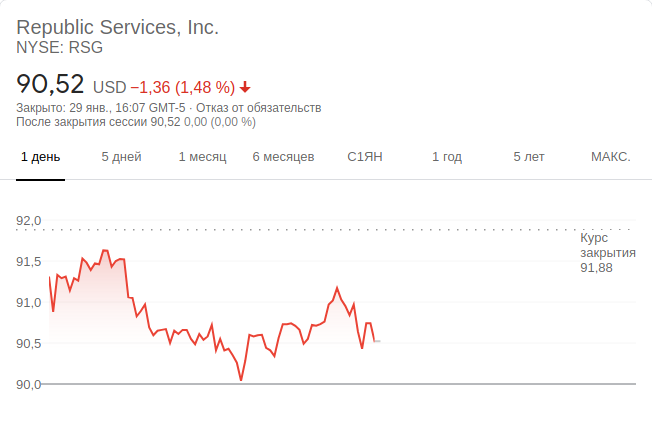 Republic Services, Inc.
NYSE: RSG
90,52 USD −1,36 (1,48 %)
Закрыто: 29 янв., 16:07 GMT-5 · Отказ от обязательств
После закрытия сессии 90,52 0,00 (0,00 %)
1 день 5 дней 1 месяц 6 месяцев С1ЯН 1 год 5 лет МАКС.
92,0
Курс
закрытия
91,88
91,5
91,0
90,5
90,0